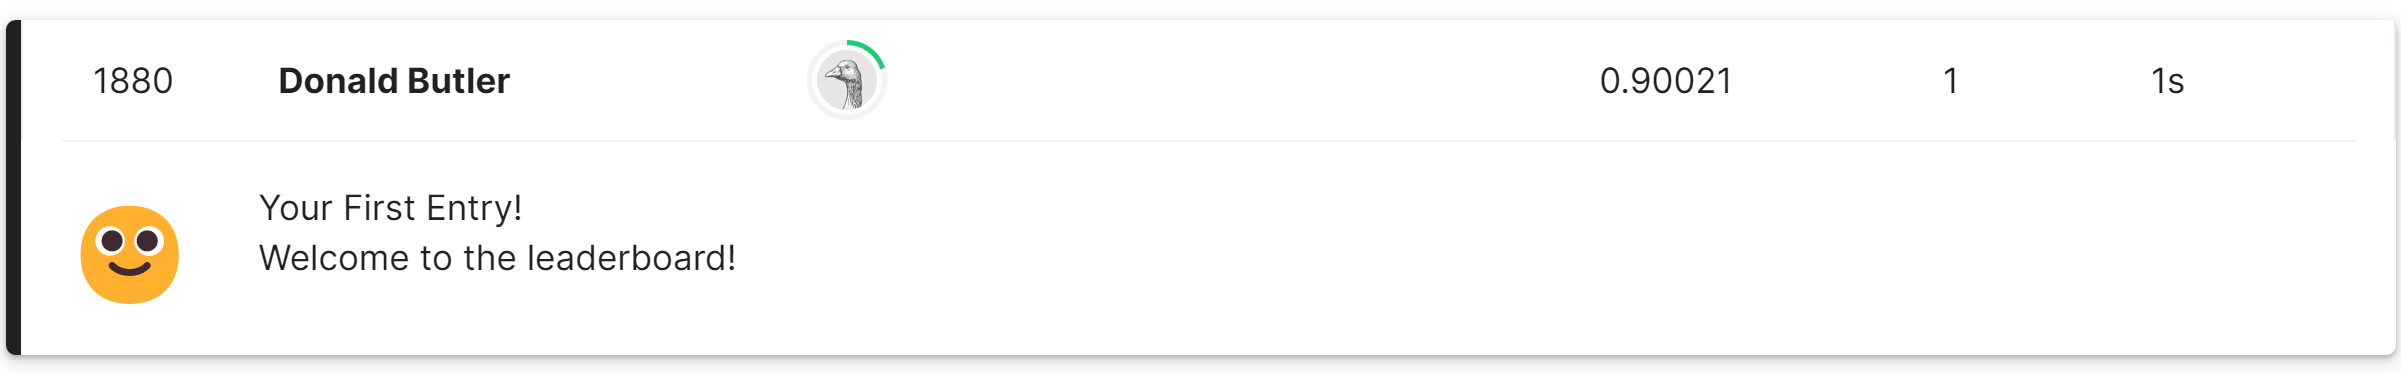 1880 Donald Butler 0.90021 1 1s
Your First Entry!
Welcome to the leaderboard!